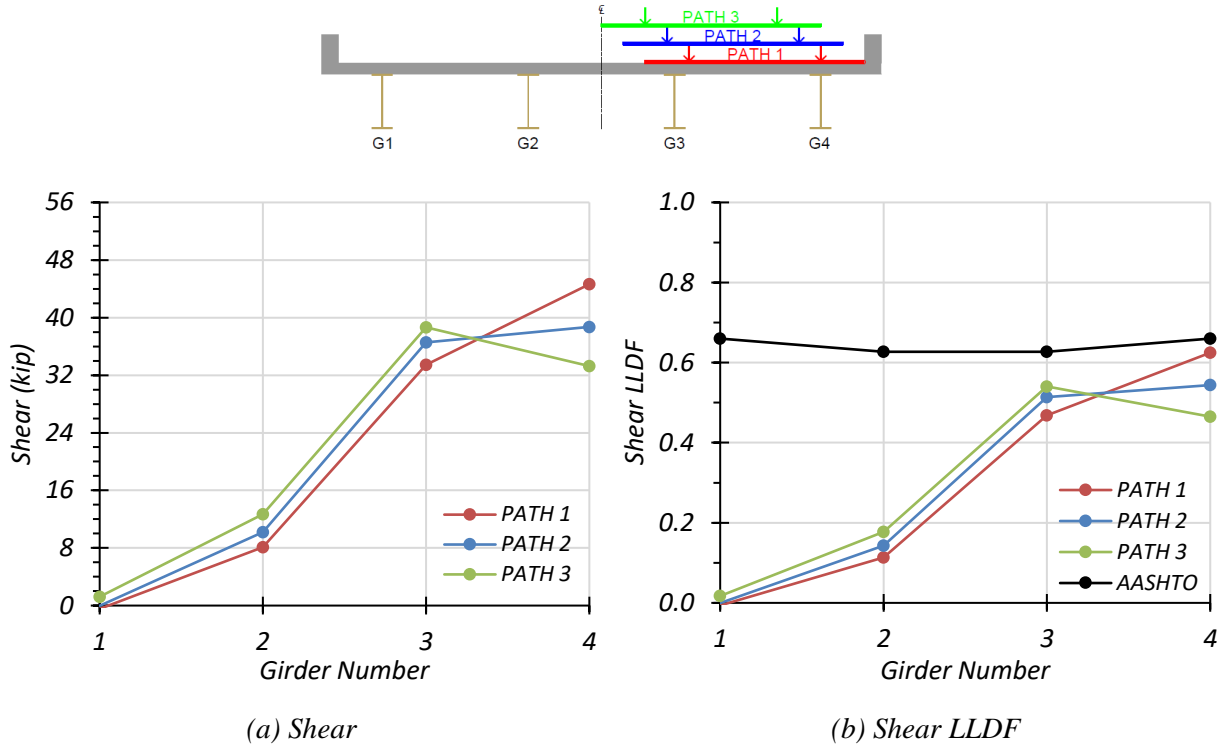 ℄
PATH 3
PATH 2
PATH 1
G1 G2 G3 G4
Shear (kip)
56
48
40
32
24
16
8
0
1 2 3 4
Girder Number
PATH 1
PATH 2
PATH 3
(a) Shear
Shear LLDF
1.0
0.8
0.6
0.4
0.2
0.0
1 2 3 4
Girder Number
PATH 1
PATH 2
PATH 3
AASHTO
(b) Shear LLDF